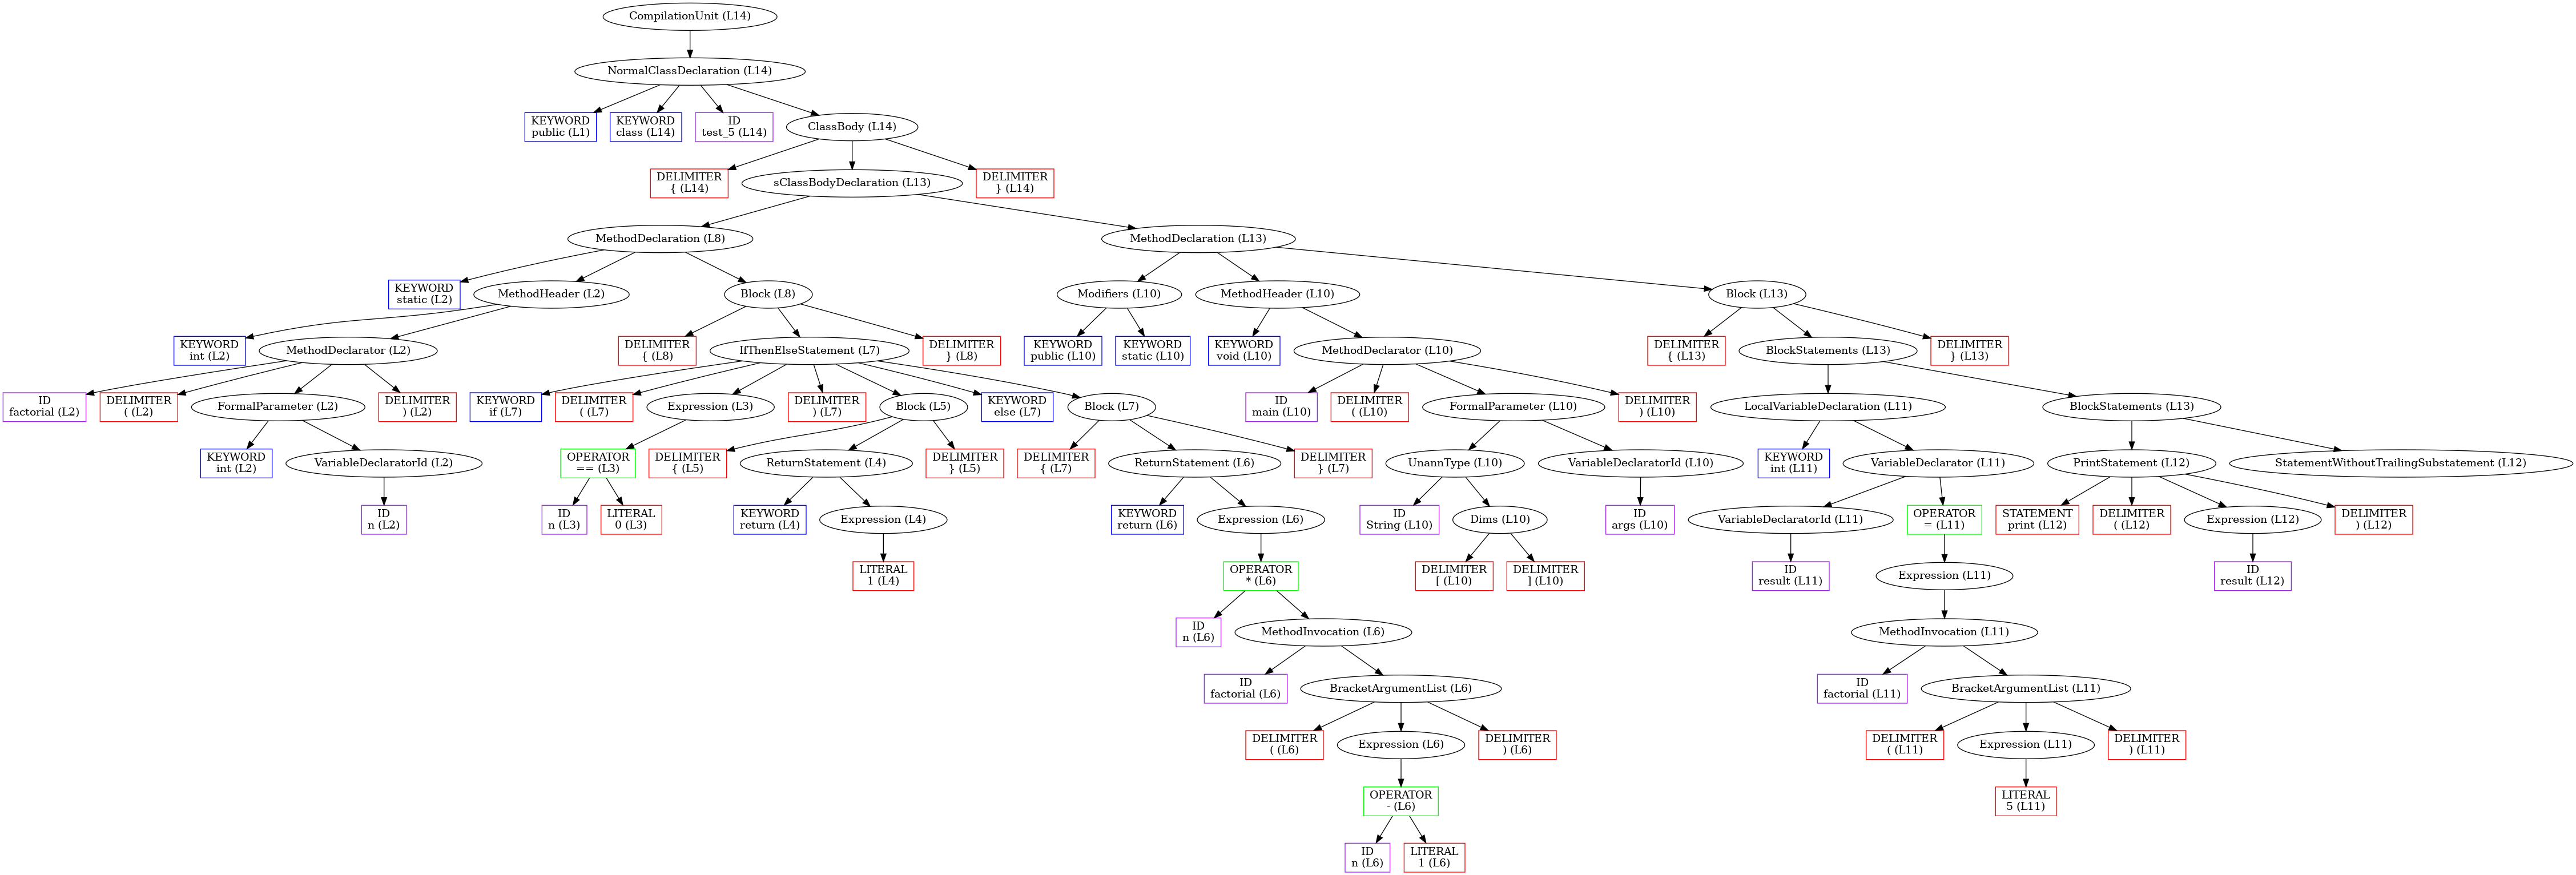 CompilationUnit (L14)
NormalClassDeclaration (L14)
KEYWORD
public (L1)
KEYWORD
class (L14)
ID
test_5 (L14)
ClassBody (L14)
DELIMITER
{ (L14)
sClassBodyDeclaration (L13)
DELIMITER
} (L14)
MethodDeclaration (L8)
MethodDeclaration (L13)
KEYWORD
static (L2)
MethodHeader (L2)
Block (L8)
Modifiers (L10)
MethodHeader (L10)
Block (L13)
KEYWORD
int (L2)
MethodDeclarator (L2)
DELIMITER
{ (L8)
IfThenElseStatement (L7)
DELIMITER
} (L8)
KEYWORD
public (L10)
KEYWORD
static (L10)
KEYWORD
void (L10)
MethodDeclarator (L10)
DELIMITER
{ (L13)
BlockStatements (L13)
DELIMITER
} (L13)
ID
factorial (L2)
DELIMITER
( (L2)
FormalParameter (L2)
DELIMITER
) (L2)
KEYWORD
if (L7)
DELIMITER
( (L7)
Expression (L3)
DELIMITER
) (L7)
Block (L5)
KEYWORD
else (L7)
Block (L7)
ID
main (L10)
DELIMITER
( (L10)
FormalParameter (L10)
DELIMITER
) (L10)
LocalVariableDeclaration (L11)
BlockStatements (L13)
KEYWORD
int (L2)
VariableDeclaratorId (L2)
OPERATOR
== (L3)
DELIMITER
{ (L5)
ReturnStatement (L4)
DELIMITER
} (L5)
DELIMITER
{ (L7)
ReturnStatement (L6)
DELIMITER
} (L7)
UnannType (L10)
VariableDeclaratorId (L10)
KEYWORD
int (L11)
VariableDeclarator (L11)
PrintStatement (L12)
StatementWithoutTrailingSubstatement (L12)
ID
n (L2)
ID
n (L3)
LITERAL
0 (L3)
KEYWORD
return (L4)
Expression (L4)
KEYWORD
return (L6)
Expression (L6)
ID
String (L10)
Dims (L10)
ID
args (L10)
VariableDeclaratorId (L11)
OPERATOR
= (L11)
STATEMENT
print (L12)
DELIMITER
( (L12)
Expression (L12)
DELIMITER
) (L12)
LITERAL
1 (L4)
OPERATOR
* (L6)
DELIMITER
[ (L10)
DELIMITER
] (L10)
ID
result (L11)
Expression (L11)
ID
result (L12)
ID
n (L6)
MethodInvocation (L6)
MethodInvocation (L11)
ID
factorial (L6)
BracketArgumentList (L6)
ID
factorial (L11)
BracketArgumentList (L11)
DELIMITER
( (L6)
Expression (L6)
DELIMITER
) (L6)
DELIMITER
( (L11)
Expression (L11)
DELIMITER
) (L11)
OPERATOR
- (L6)
LITERAL
5 (L11)
ID
n (L6)
LITERAL
1 (L6)